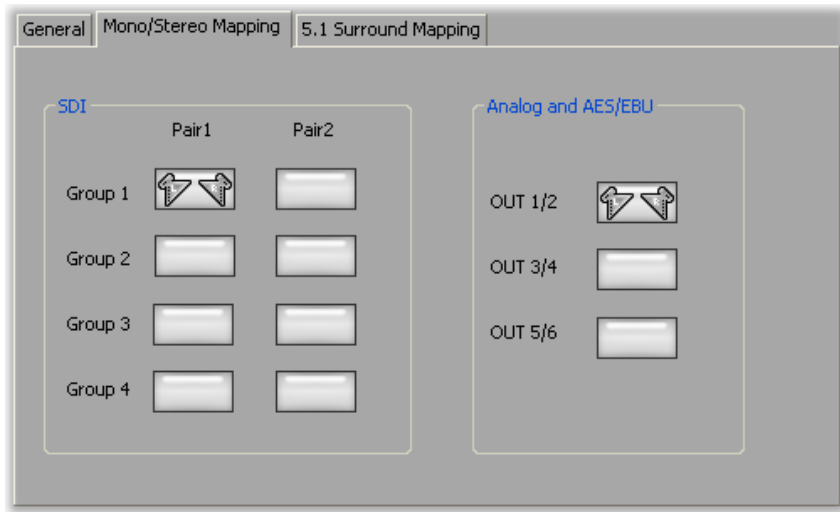 General Mono/Stereo Mapping 5.1 Surround Mapping
SDI
Pair1 Pair2
Group 1 L R
Group 2
Group 3
Group 4
Analog and AES/EBU
OUT 1/2 L R
OUT 3/4
OUT 5/6